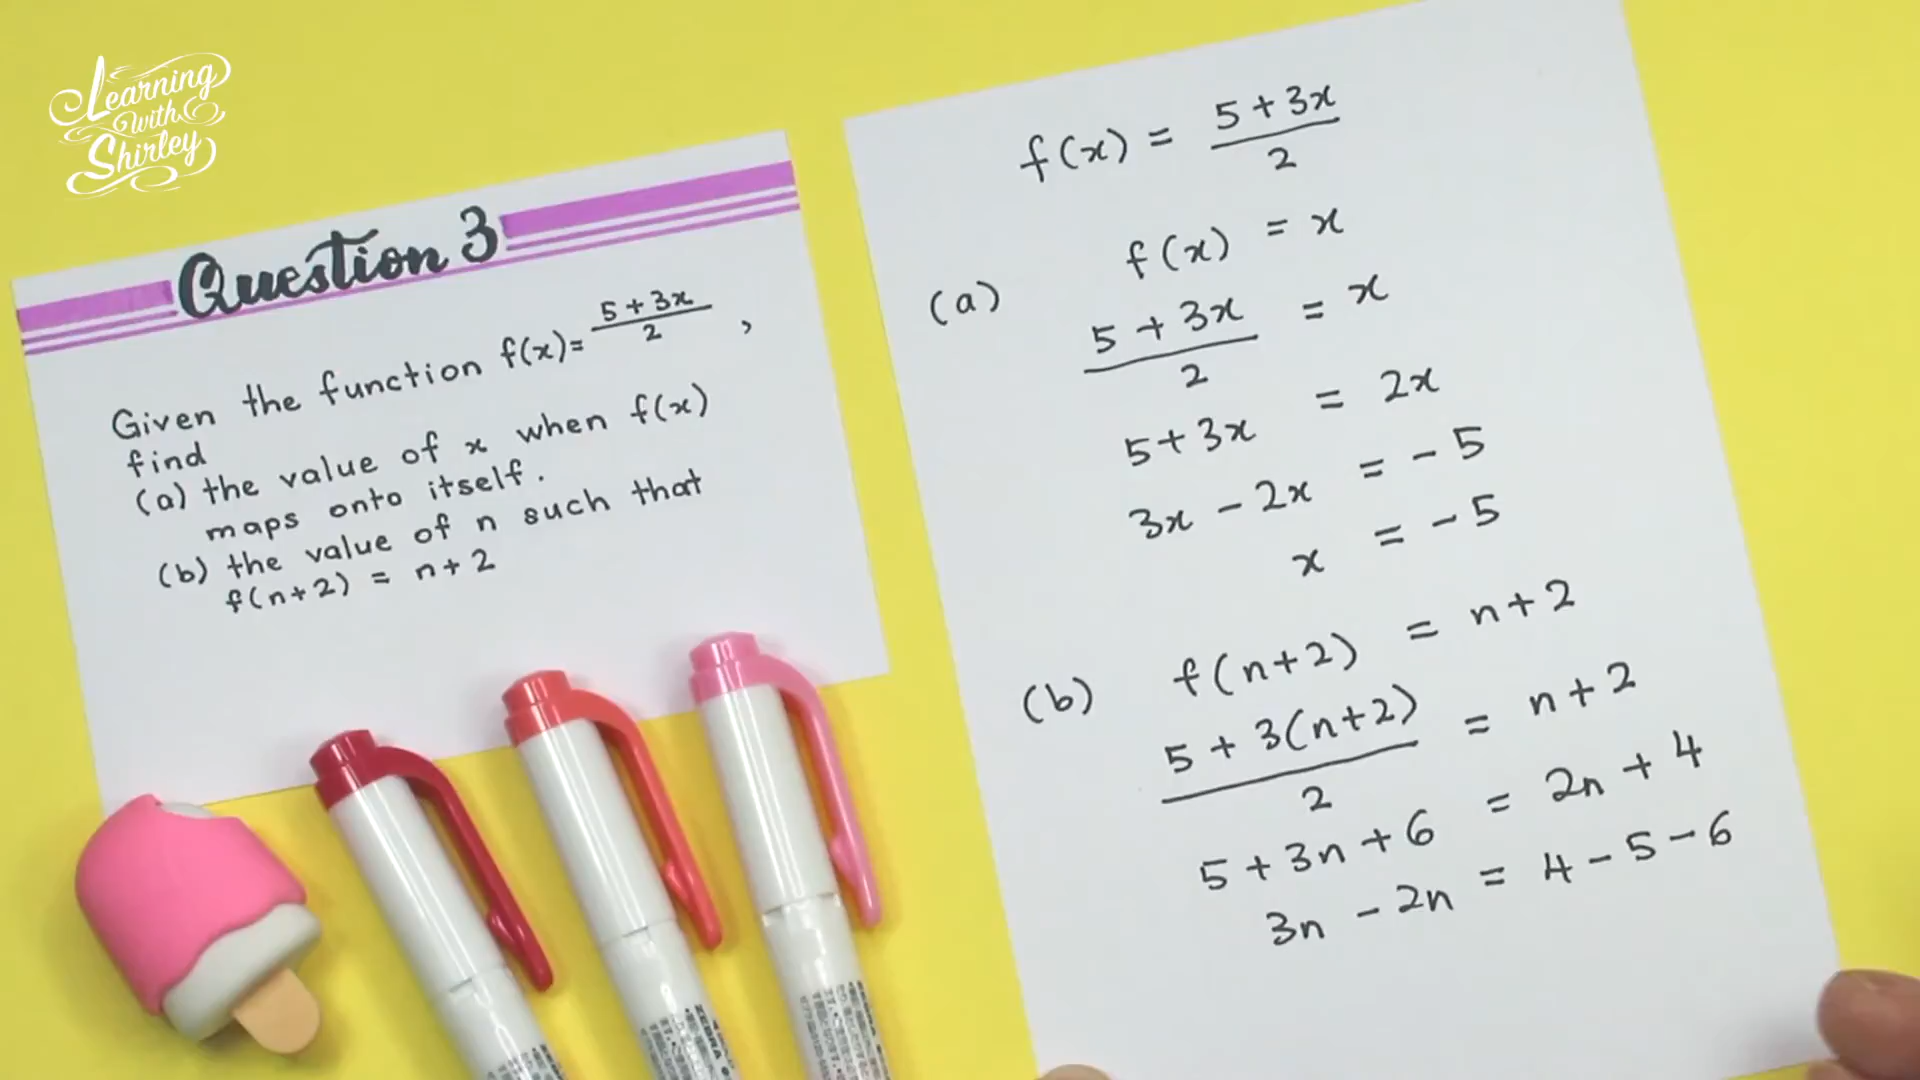 Learning
with
Shirley
Question 3
Given the function f(x) = (5 + 3x)/2 ,
find
(a) the value of x when f(x)
maps onto itself.
(b) the value of n such that
f(n+2) = n+2
f(x) = (5 + 3x)/2
f(x) = x
(a) (5 + 3x)/2 = x
5 + 3x = 2x
3x - 2x = -5
x = -5
(b) f(n+2) = n+2
(5 + 3(n+2))/2 = n+2
5 + 3n + 6 = 2n + 4
3n - 2n = 4 - 5 - 6
ZEBRA
ZEBRA